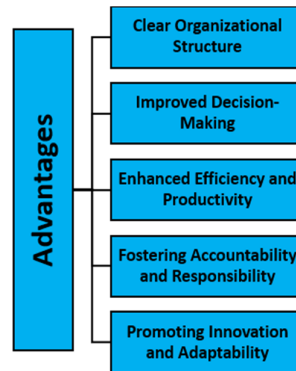 Advantages
Clear Organizational
Structure
Improved Decision-
Making
Enhanced Efficiency and
Productivity
Fostering Accountability
and Responsibility
Promoting Innovation
and Adaptability